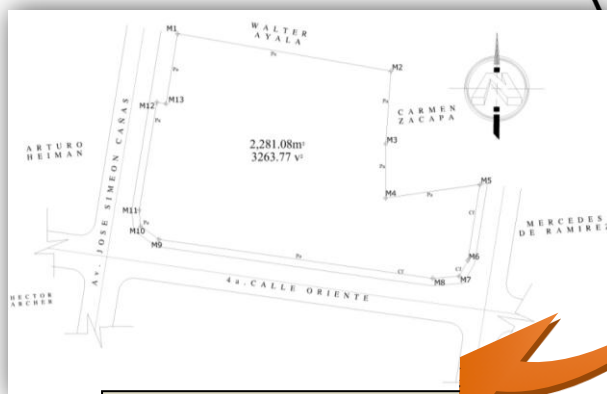 M1
WALTER
AYALA
M2
M12
M13
CARMEN
ZACAPA
2,281.08m²
3263.77 v²
M3
ARTURO
HEIMAN
Av. JOSE SIMEON CAÑAS
M4
M5
M11
M10
M9
MERCEDES
DE RAMIREZ
M6
M7
M8
4a. CALLE ORIENTE
HECTOR
ARCHER